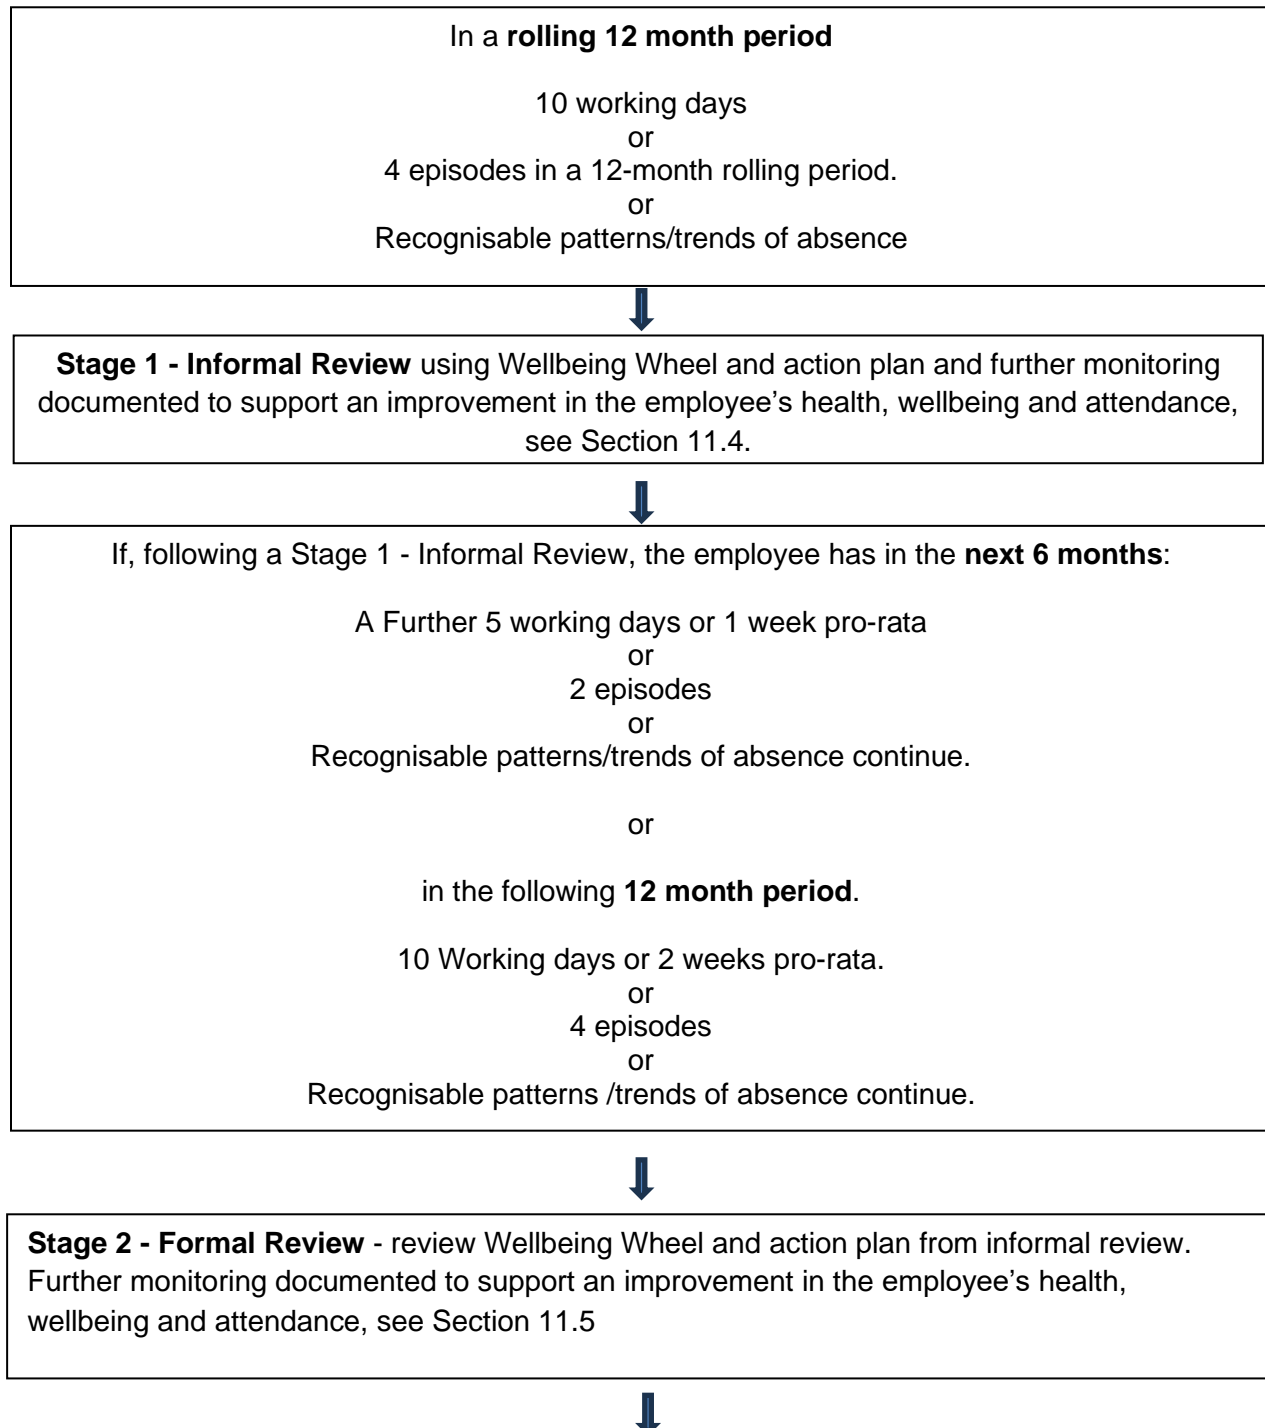 In a rolling 12 month period
10 working days
or
4 episodes in a 12-month rolling period.
or
Recognisable patterns/trends of absence
Stage 1 - Informal Review using Wellbeing Wheel and action plan and further monitoring
documented to support an improvement in the employee’s health, wellbeing and attendance,
see Section 11.4.
If, following a Stage 1 - Informal Review, the employee has in the next 6 months:
A Further 5 working days or 1 week pro-rata
or
2 episodes
or
Recognisable patterns/trends of absence continue.
or
in the following 12 month period.
10 Working days or 2 weeks pro-rata.
or
4 episodes
or
Recognisable patterns /trends of absence continue.
Stage 2 - Formal Review - review Wellbeing Wheel and action plan from informal review.
Further monitoring documented to support an improvement in the employee’s health,
wellbeing and attendance, see Section 11.5